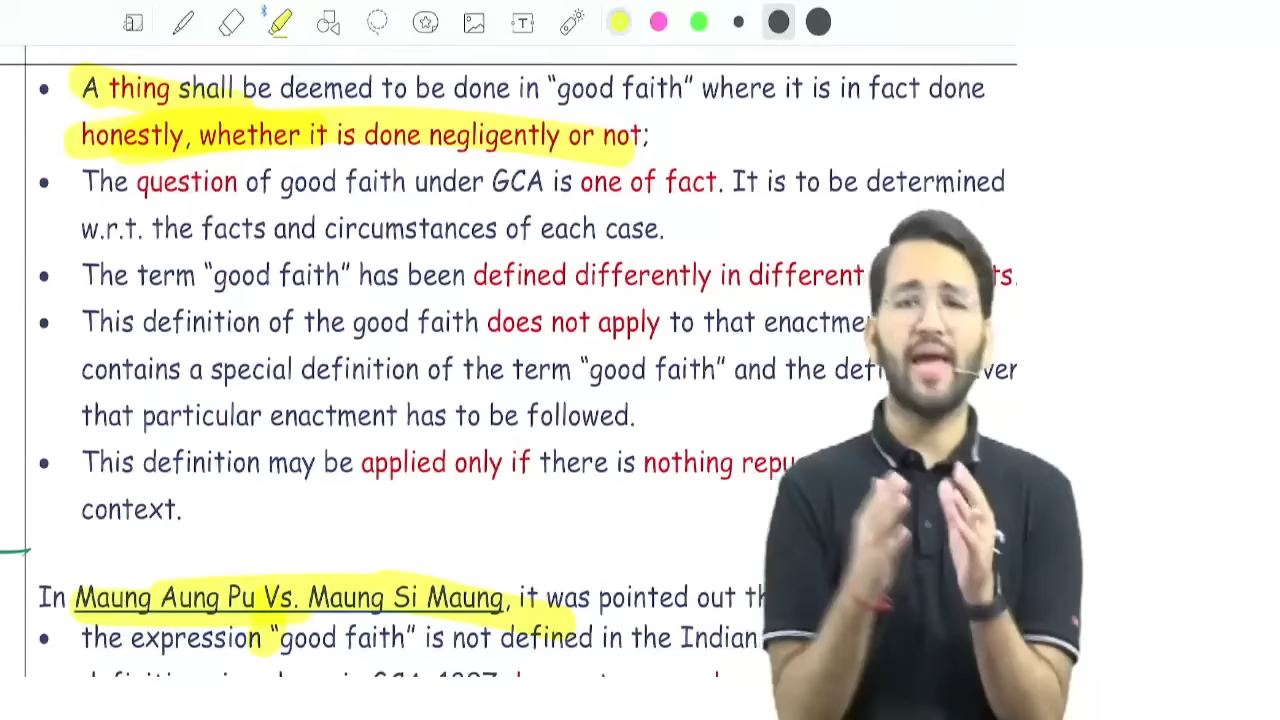 • A thing shall be deemed to be done in “good faith” where it is in fact done
honestly, whether it is done negligently or not;
• The question of good faith under GCA is one of fact. It is to be determined
w.r.t. the facts and circumstances of each case.
• The term “good faith” has been defined differently in different
• This definition of the good faith does not apply to that
contains a special definition of the term “good faith” and the
that particular enactment has to be followed.
• This definition may be applied only if there is nothing
context.
In Maung Aung Pu Vs. Maung Si Maung, it was pointed out
• the expression “good faith” is not defined in the Indian